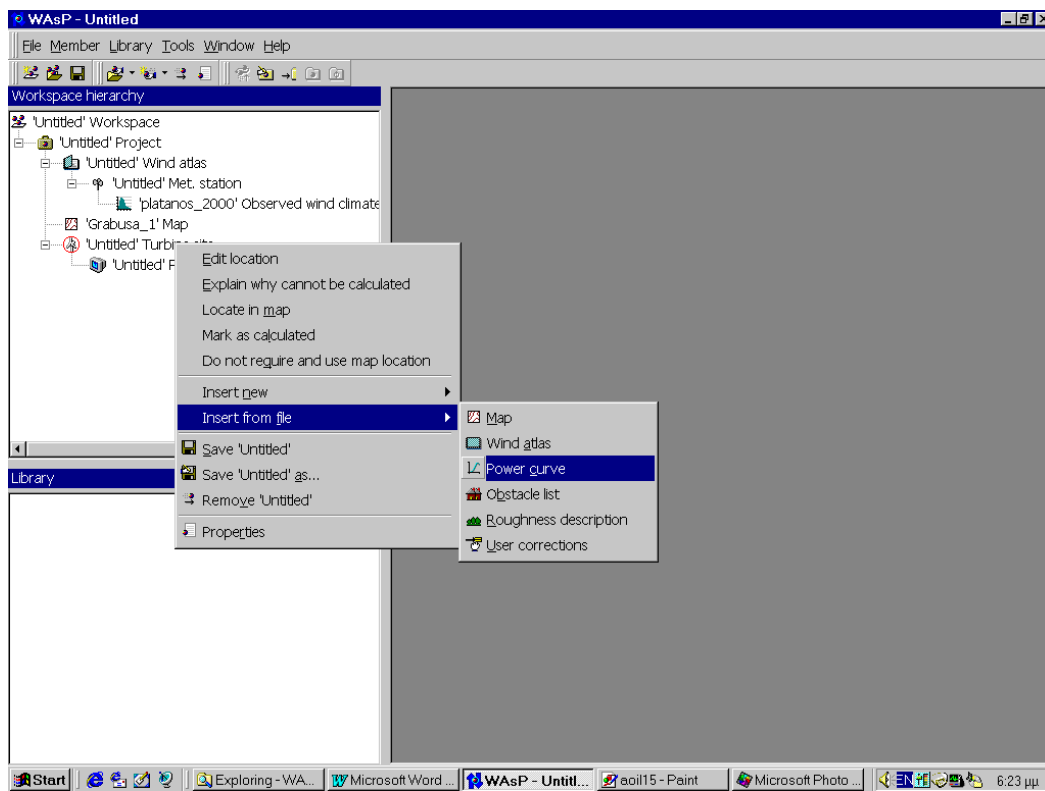 WAsP - Untitled
File Member Library Tools Window Help
Workspace hierarchy
'Untitled' Workspace
'Untitled' Project
'Untitled' Wind atlas
'Untitled' Met. station
'platanos_2000' Observed wind climate
'Grabusa_1' Map
'Untitled' Turbine site
'Untitled' P
Edit location
Explain why cannot be calculated
Locate in map
Mark as calculated
Do not require and use map location
Insert new
Insert from file
Save 'Untitled'
Save 'Untitled' as...
Remove 'Untitled'
Properties
Map
Wind atlas
Power curve
Obstacle list
Roughness description
User corrections
Library
Start Exploring - WA... Microsoft Word ... WAsP - Untitl... aoil15 - Paint Microsoft Photo ... EN 6:23 μμ